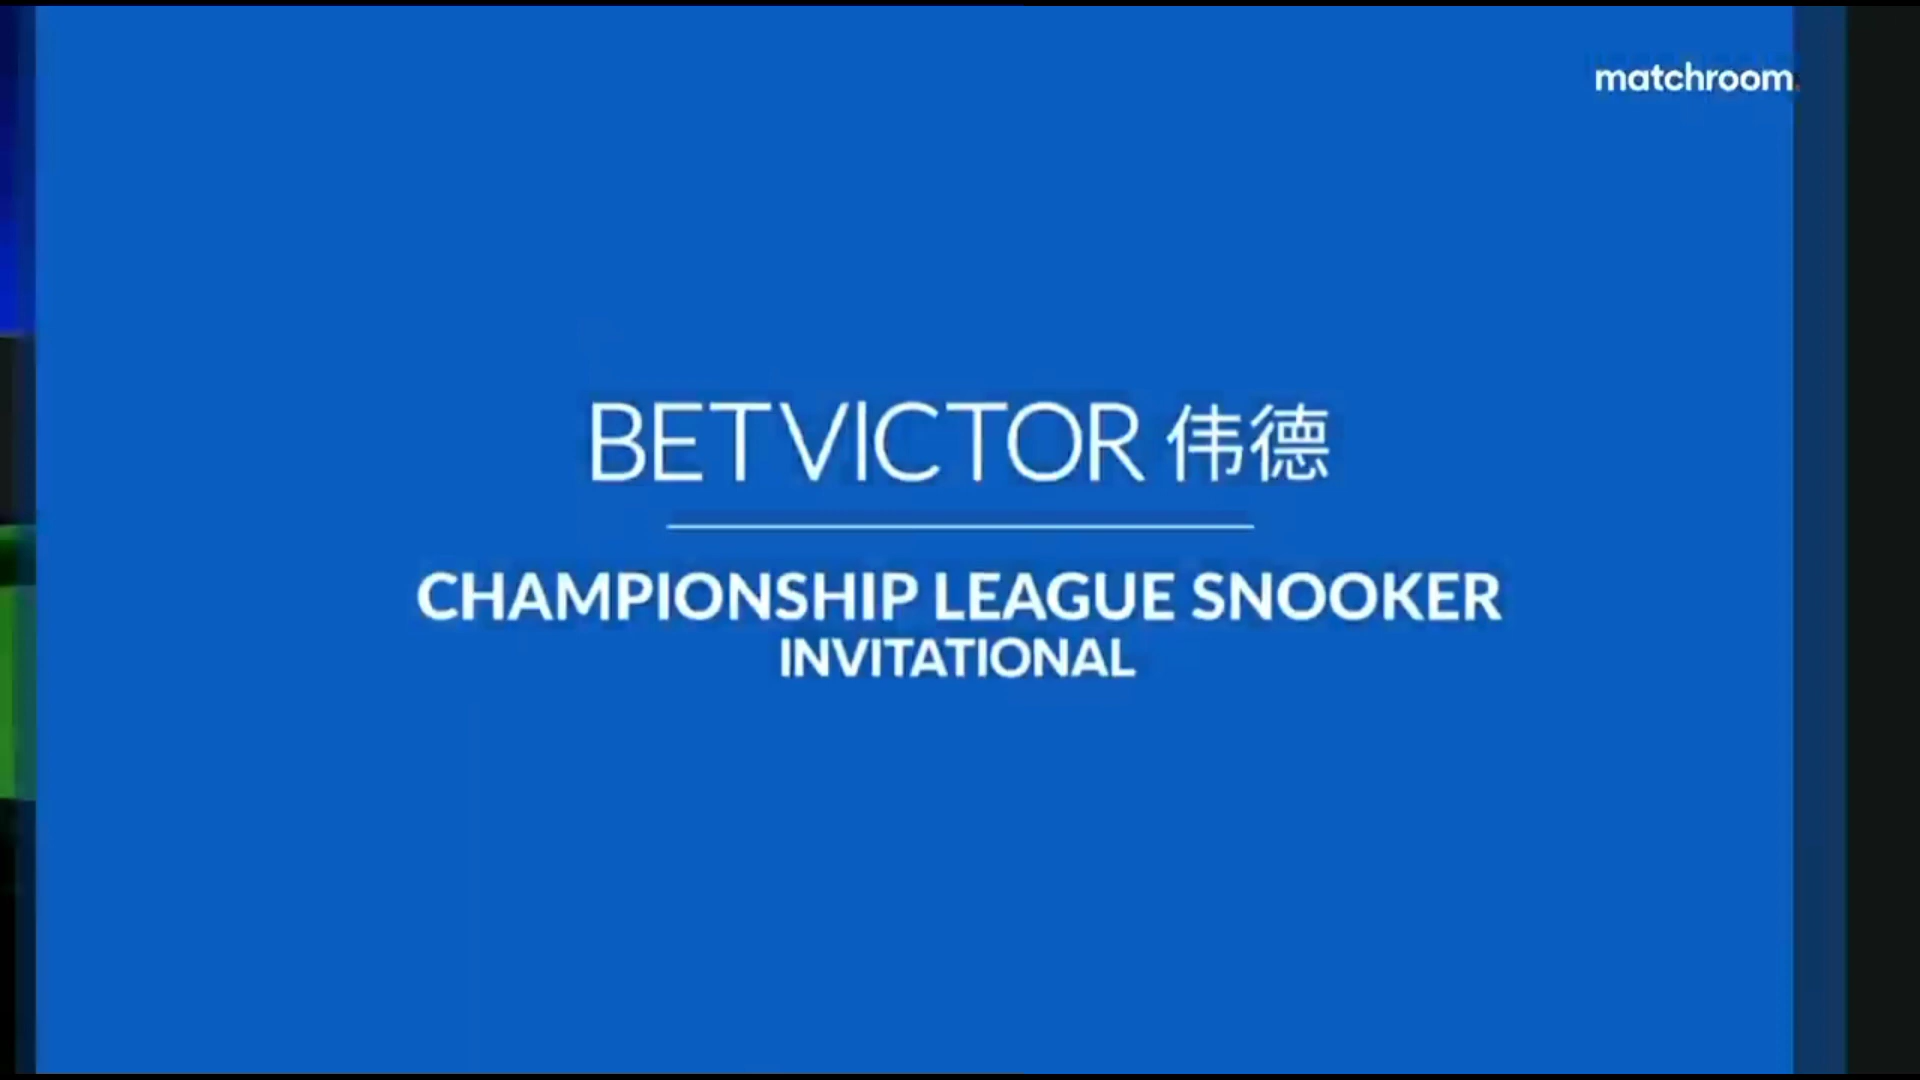 matchroom.
BETVICTOR 伟德
CHAMPIONSHIP LEAGUE SNOOKER
INVITATIONAL